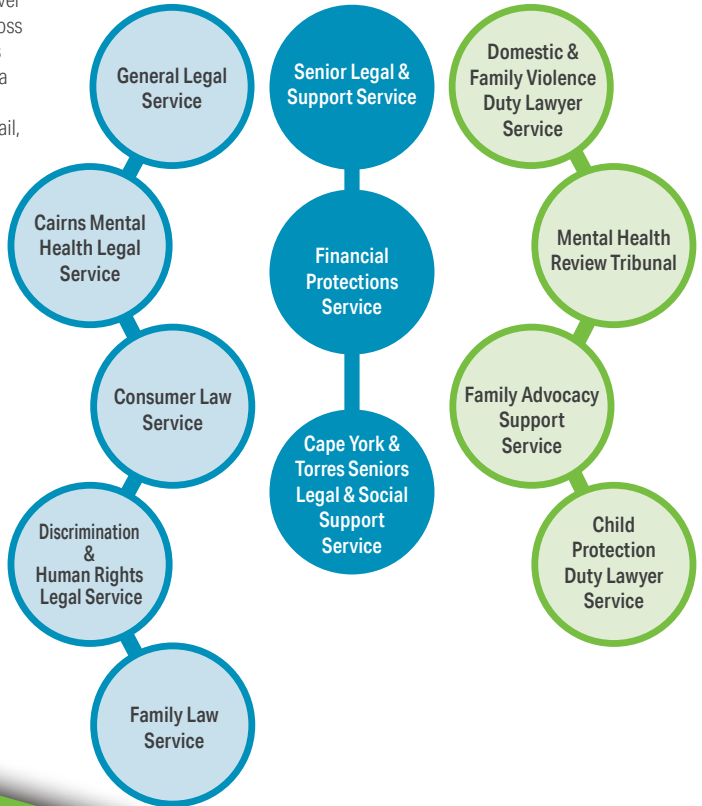 ail,
General Legal
Service
Cairns Mental
Health Legal
Service
Consumer Law
Service
Discrimination
&
Human Rights
Legal Service
Family Law
Service
Senior Legal &
Support Service
Financial
Protections
Service
Cape York &
Torres Seniors
Legal & Social
Support
Service
Domestic &
Family Violence
Duty Lawyer
Service
Mental Health
Review Tribunal
Family Advocacy
Support
Service
Child
Protection
Duty Lawyer
Service